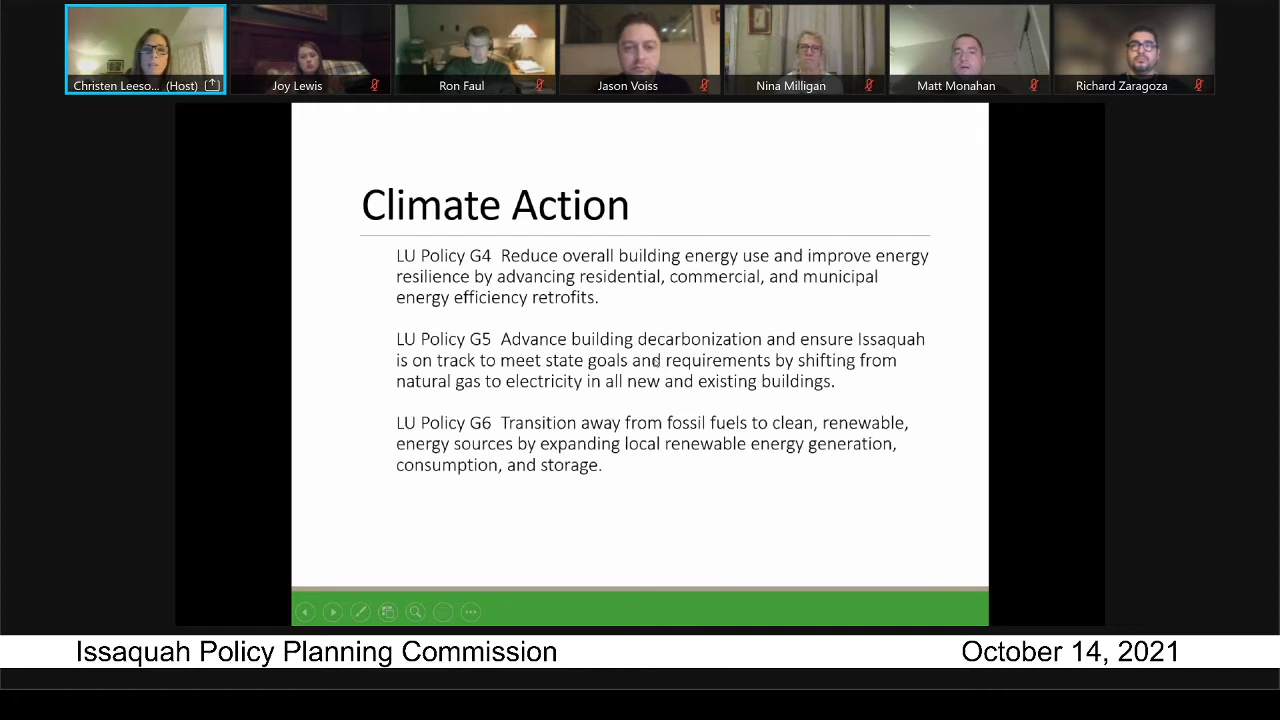 Christen Leeso... (Host)
Joy Lewis
Ron Faul
Jason Voiss
Nina Milligan
Matt Monahan
Richard Zaragoza
Climate Action
LU Policy G4 Reduce overall building energy use and improve energy
resilience by advancing residential, commercial, and municipal
energy efficiency retrofits.
LU Policy G5 Advance building decarbonization and ensure Issaquah
is on track to meet state goals and requirements by shifting from
natural gas to electricity in all new and existing buildings.
LU Policy G6 Transition away from fossil fuels to clean, renewable,
energy sources by expanding local renewable energy generation,
consumption, and storage.
Issaquah Policy Planning Commission
October 14, 2021